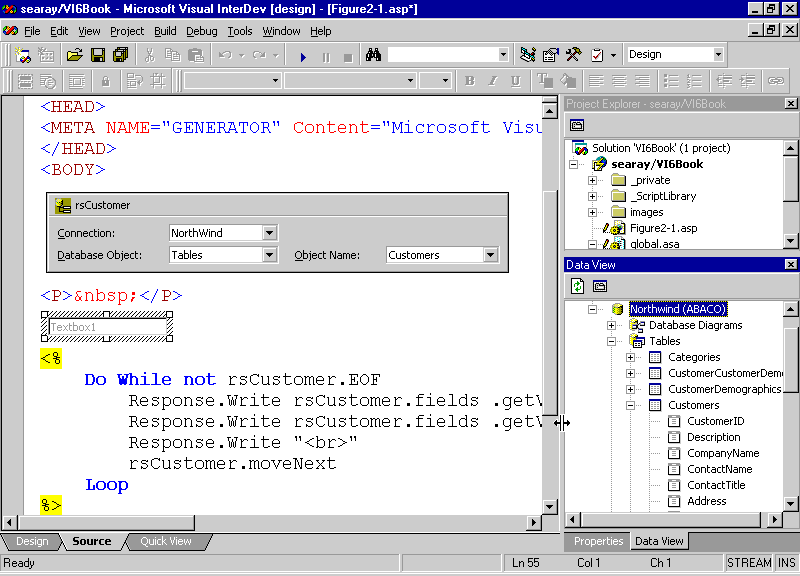 searay/VI6Book - Microsoft Visual InterDev [design] - [Figure2-1.asp*]
File Edit View Project Build Debug Tools Window Help
Design
<HEAD>
<META NAME="GENERATOR" Content="Microsoft Visu
</HEAD>
<BODY>
rsCustomer
Connection: NorthWind
Database Object: Tables Object Name: Customers
<P>&nbsp;</P>
Textbox1
<%
Do While not rsCustomer.EOF
Response.Write rsCustomer.fields .getV
Response.Write rsCustomer.fields .getV
Response.Write "<br>"
rsCustomer.moveNext
Loop
%>
Design Source Quick View
Project Explorer - searay/VI6Book
Solution 'VI6Book' (1 project)
searay/VI6Book
_private
_ScriptLibrary
images
Figure2-1.asp
global.asa
Data View
Northwind (ABACO)
Database Diagrams
Tables
Categories
CustomerCustomerDemo
CustomerDemographics
Customers
CustomerID
Description
CompanyName
ContactName
ContactTitle
Address
Properties Data View
Ready Ln 55 Col 1 Ch 1 STREAM INS